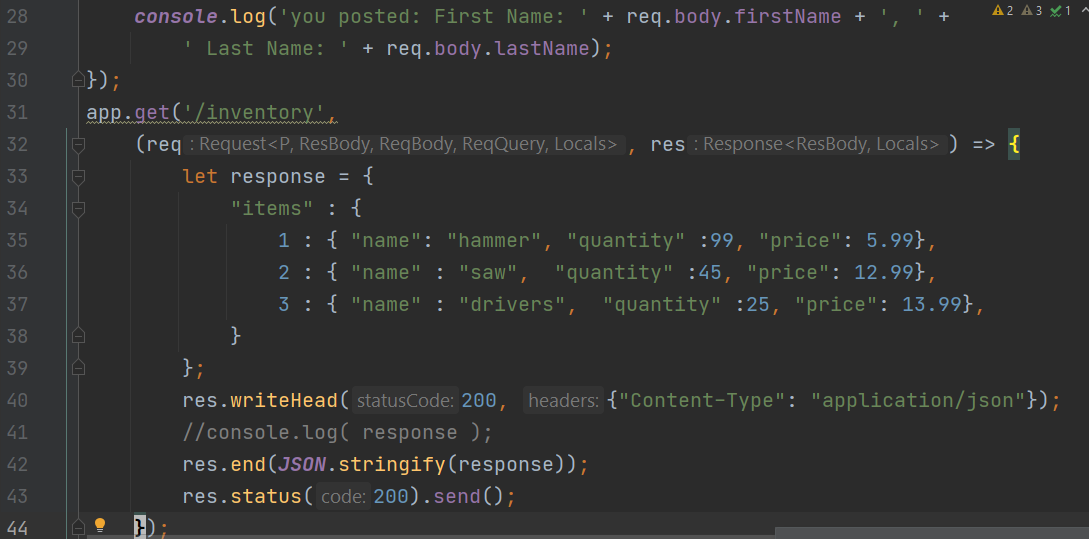 28 console.log('you posted: First Name: ' + req.body.firstName + ', ' + ⚠2 ⚠3 ✓1 ^
29 ' Last Name: ' + req.body.lastName);
30 });
31 app.get('/inventory',
32 (req : Request<P, ResBody, ReqBody, ReqQuery, Locals> , res : Response<ResBody, Locals> ) => {
33 let response = {
34 "items" : {
35 1 : { "name": "hammer", "quantity" :99, "price": 5.99},
36 2 : { "name" : "saw",  "quantity" :45, "price": 12.99},
37 3 : { "name" : "drivers",  "quantity" :25, "price": 13.99},
38 }
39 };
40 res.writeHead( statusCode: 200, headers: {"Content-Type": "application/json"});
41 //console.log( response );
42 res.end(JSON.stringify(response));
43 res.status( code: 200).send();
44 });